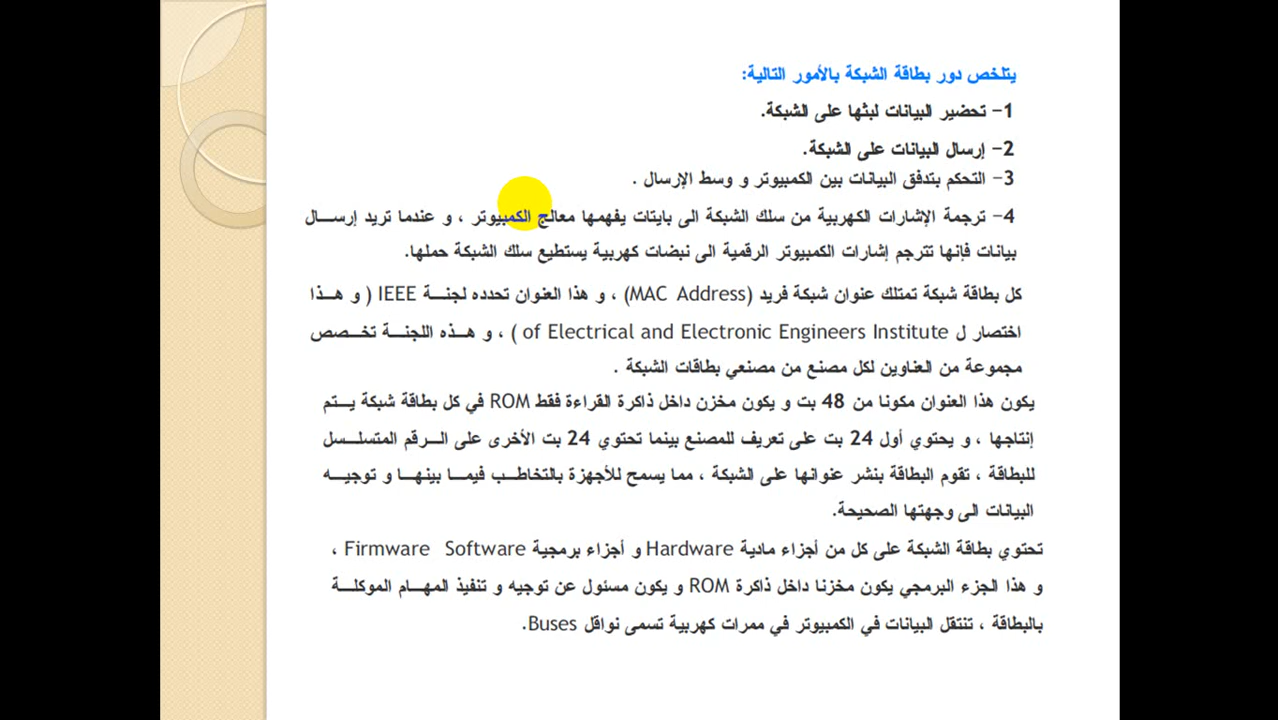 يتلخص دور بطاقة الشبكة بالأمور التالية:
1- تحضير البيانات لبثها على الشبكة.
2- إرسال البيانات على الشبكة.
3- التحكم بتدفق البيانات بين الكمبيوتر و وسط الإرسال .
4- ترجمة الإشارات الكهربية من سلك الشبكة الى بايتات يفهمها معالج الكمبيوتر ، و عندما تريد إرسال
بيانات فإنها تترجم إشارات الكمبيوتر الرقمية الى نبضات كهربية يستطيع سلك الشبكة حملها.
كل بطاقة شبكة تمتلك عنوان شبكة فريد (MAC Address) ، و هذا العنوان تحدده لجنة IEEE ( و هذا
اختصار ل of Electrical and Electronic Engineers Institute ) ، و هذه اللجنة تخصص
مجموعة من العناوين لكل مصنع من مصنعي بطاقات الشبكة .
يكون هذا العنوان مكونا من 48 بت و يكون مخزن داخل ذاكرة القراءة فقط ROM في كل بطاقة شبكة يتم
إنتاجها ، و يحتوي أول 24 بت على تعريف للمصنع بينما تحتوي 24 بت الأخرى على الرقم المتسلسل
للبطاقة ، تقوم البطاقة بنشر عنوانها على الشبكة ، مما يسمح للأجهزة بالتخاطب فيما بينها و توجيه
البيانات الى وجهتها الصحيحة.
تحتوي بطاقة الشبكة على كل من أجزاء مادية Hardware و أجزاء برمجية Firmware Software ،
و هذا الجزء البرمجي يكون مخزنا داخل ذاكرة ROM و يكون مسئول عن توجيه و تنفيذ المهام الموكلة
بالبطاقة ، تنتقل البيانات في الكمبيوتر في ممرات كهربية تسمى نواقل Buses.